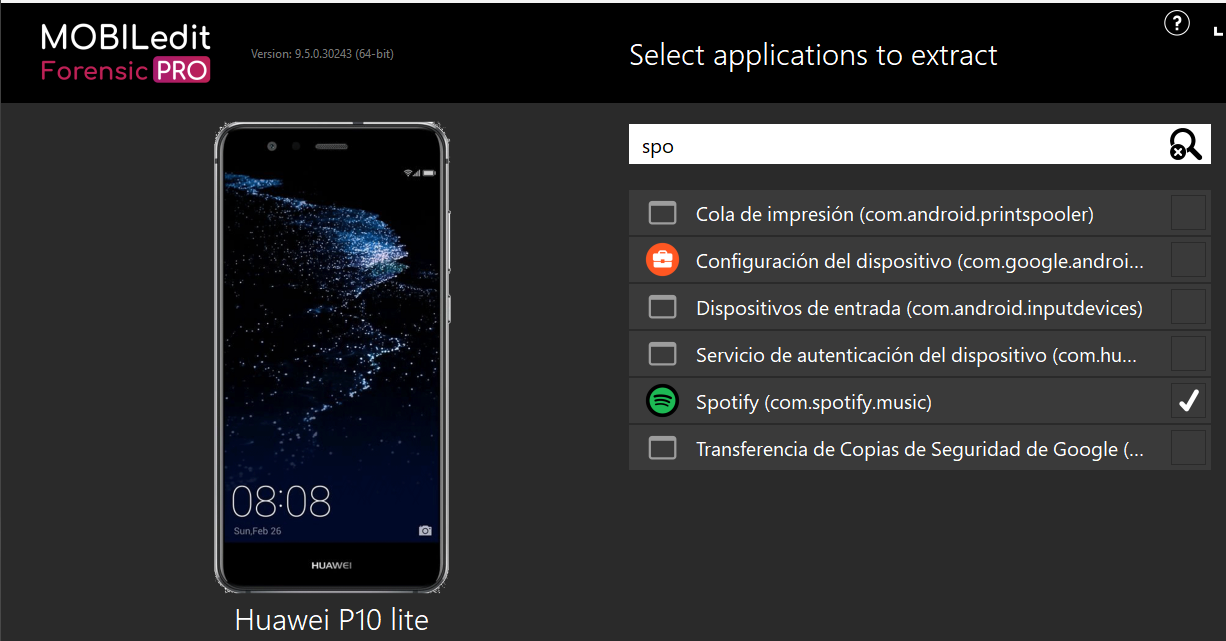 MOBILedit
Forensic PRO
Version: 9.5.0.30243 (64-bit)
Select applications to extract
?
spo
Cola de impresión (com.android.printspooler)
Configuración del dispositivo (com.google.androi...
Dispositivos de entrada (com.android.inputdevices)
Servicio de autenticación del dispositivo (com.hu...
Spotify (com.spotify.music)
Transferencia de Copias de Seguridad de Google (...
08:08
Sun,Feb 26
HUAWEI
Huawei P10 lite